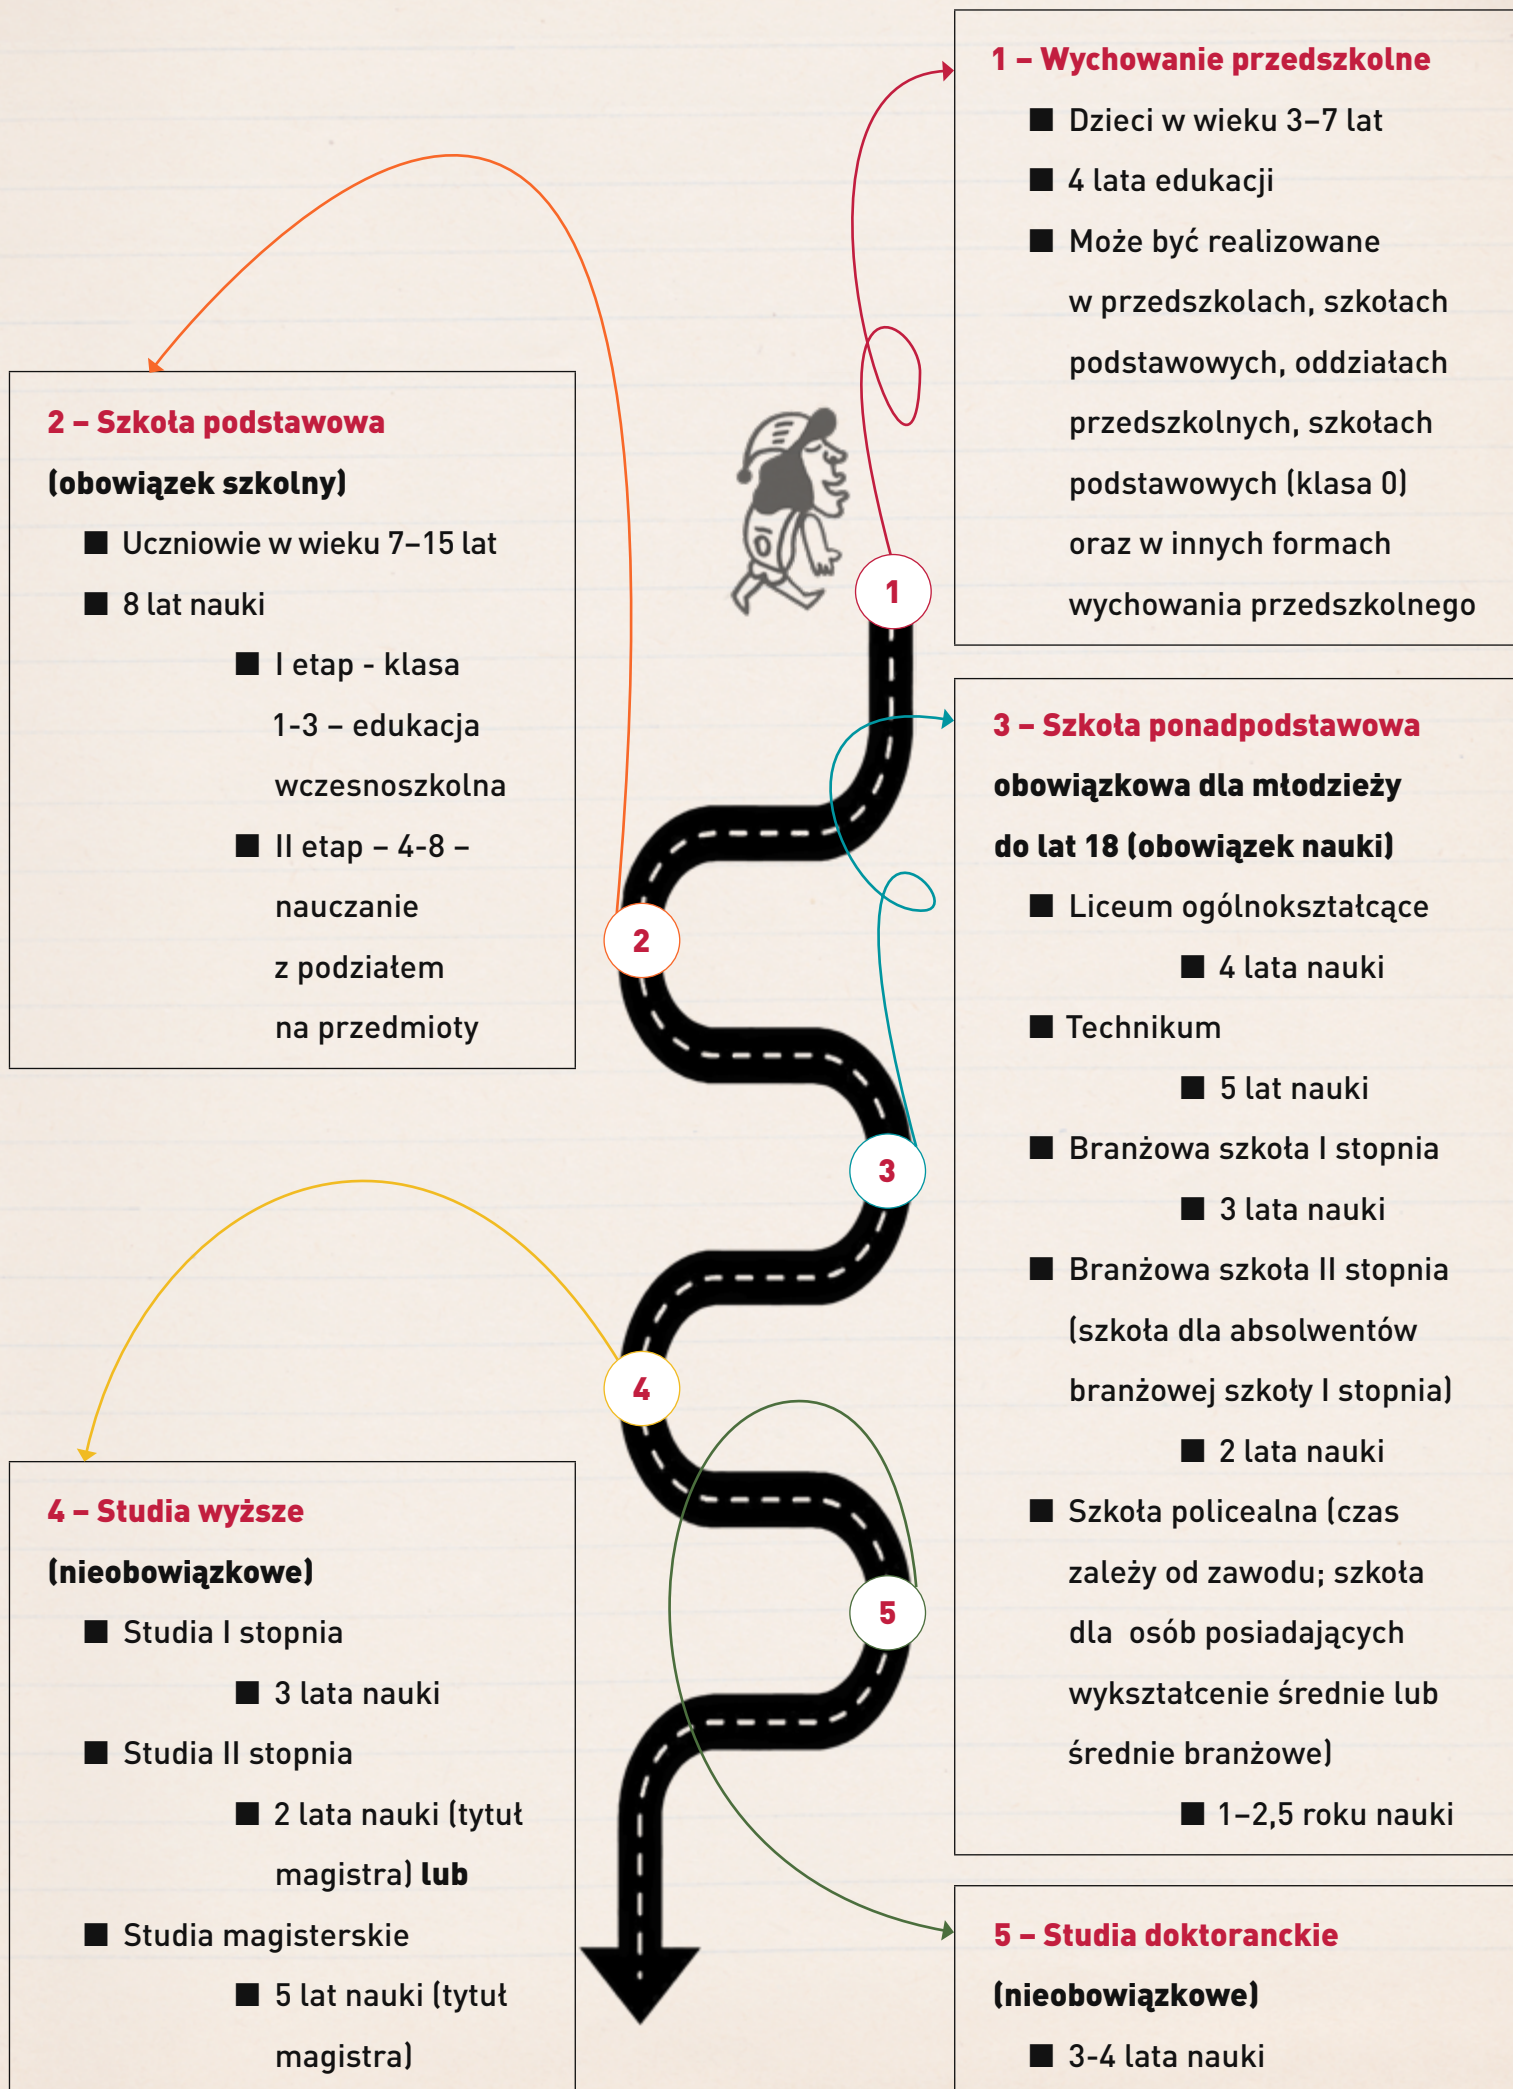 1 – Wychowanie przedszkolne
■ Dzieci w wieku 3–7 lat
■ 4 lata edukacji
■ Może być realizowane
w przedszkolach, szkołach
podstawowych, oddziałach
przedszkolnych, szkołach
podstawowych (klasa 0)
oraz w innych formach
wychowania przedszkolnego
2 – Szkoła podstawowa
(obowiązek szkolny)
■ Uczniowie w wieku 7–15 lat
■ 8 lat nauki
■ I etap - klasa
1-3 – edukacja
wczesnoszkolna
■ II etap – 4-8 –
nauczanie
z podziałem
na przedmioty
3 – Szkoła ponadpodstawowa
obowiązkowa dla młodzieży
do lat 18 (obowiązek nauki)
■ Liceum ogólnokształcące
■ 4 lata nauki
■ Technikum
■ 5 lat nauki
■ Branżowa szkoła I stopnia
■ 3 lata nauki
■ Branżowa szkoła II stopnia
(szkoła dla absolwentów
branżowej szkoły I stopnia)
■ 2 lata nauki
■ Szkoła policealna (czas
zależy od zawodu; szkoła
dla osób posiadających
wykształcenie średnie lub
średnie branżowe)
■ 1–2,5 roku nauki
4 – Studia wyższe
(nieobowiązkowe)
■ Studia I stopnia
■ 3 lata nauki
■ Studia II stopnia
■ 2 lata nauki (tytuł
magistra) lub
■ Studia magisterskie
■ 5 lat nauki (tytuł
magistra)
5 – Studia doktoranckie
(nieobowiązkowe)
■ 3-4 lata nauki
10
1
2
3
4
5